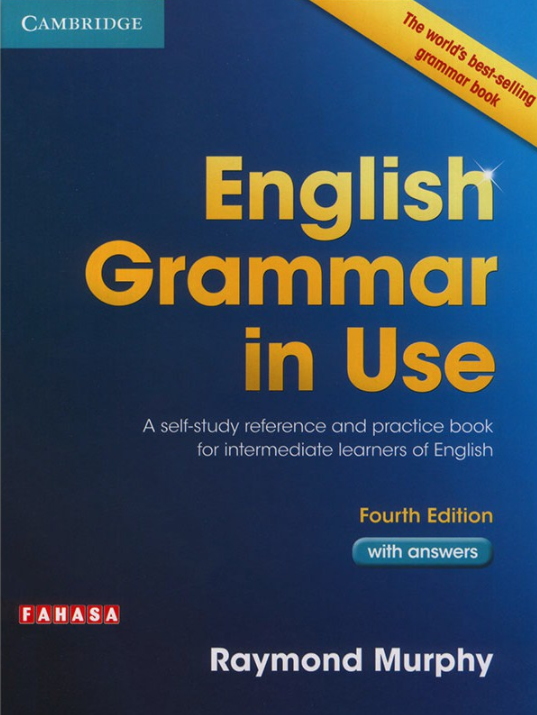 CAMBRIDGE
The world's best-selling
grammar book
English
Grammar
in Use
A self-study reference and practice book
for intermediate learners of English
Fourth Edition
with answers
FAHASA
Raymond Murphy